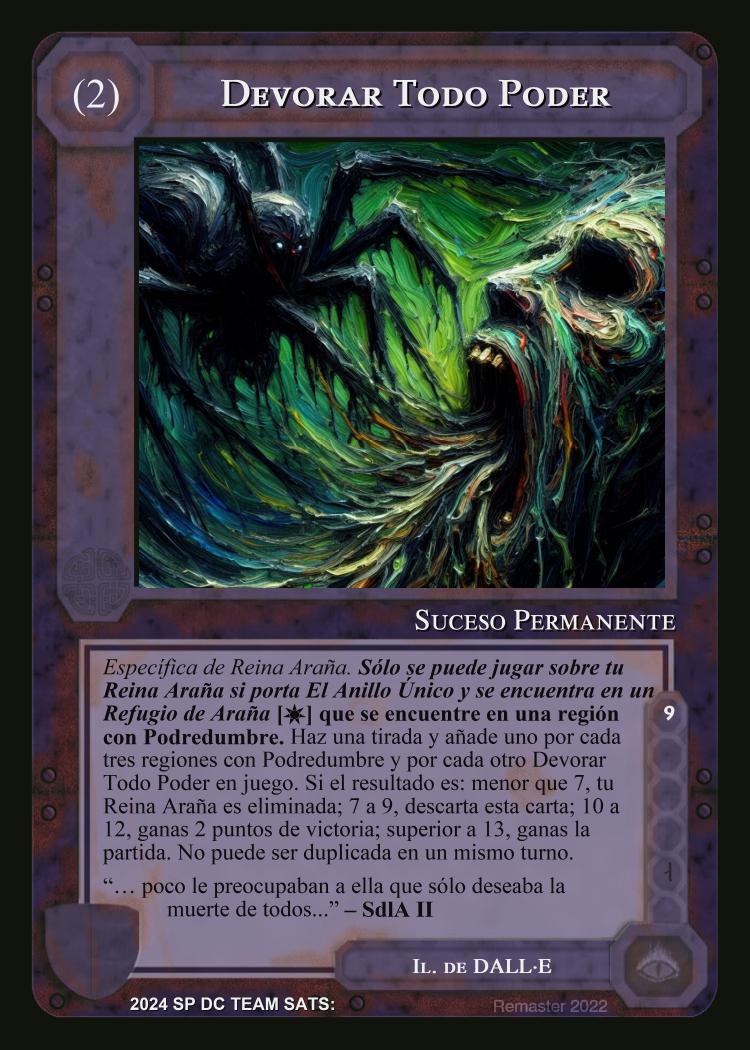 (2)
Devorar Todo Poder
Suceso Permanente
Específica de Reina Araña. Sólo se puede jugar sobre tu
Reina Araña si porta El Anillo Único y se encuentra en un
Refugio de Araña [☀] que se encuentre en una región
con Podredumbre. Haz una tirada y añade uno por cada
tres regiones con Podredumbre y por cada otro Devorar
Todo Poder en juego. Si el resultado es: menor que 7, tu
Reina Araña es eliminada; 7 a 9, descarta esta carta; 10 a
12, ganas 2 puntos de victoria; superior a 13, ganas la
partida. No puede ser duplicada en un mismo turno.
“… poco le preocupaban a ella que sólo deseaba la
muerte de todos...” – SdlA II
9
Il. de DALL·E
2024 SP DC TEAM SATS:
Remaster 2022